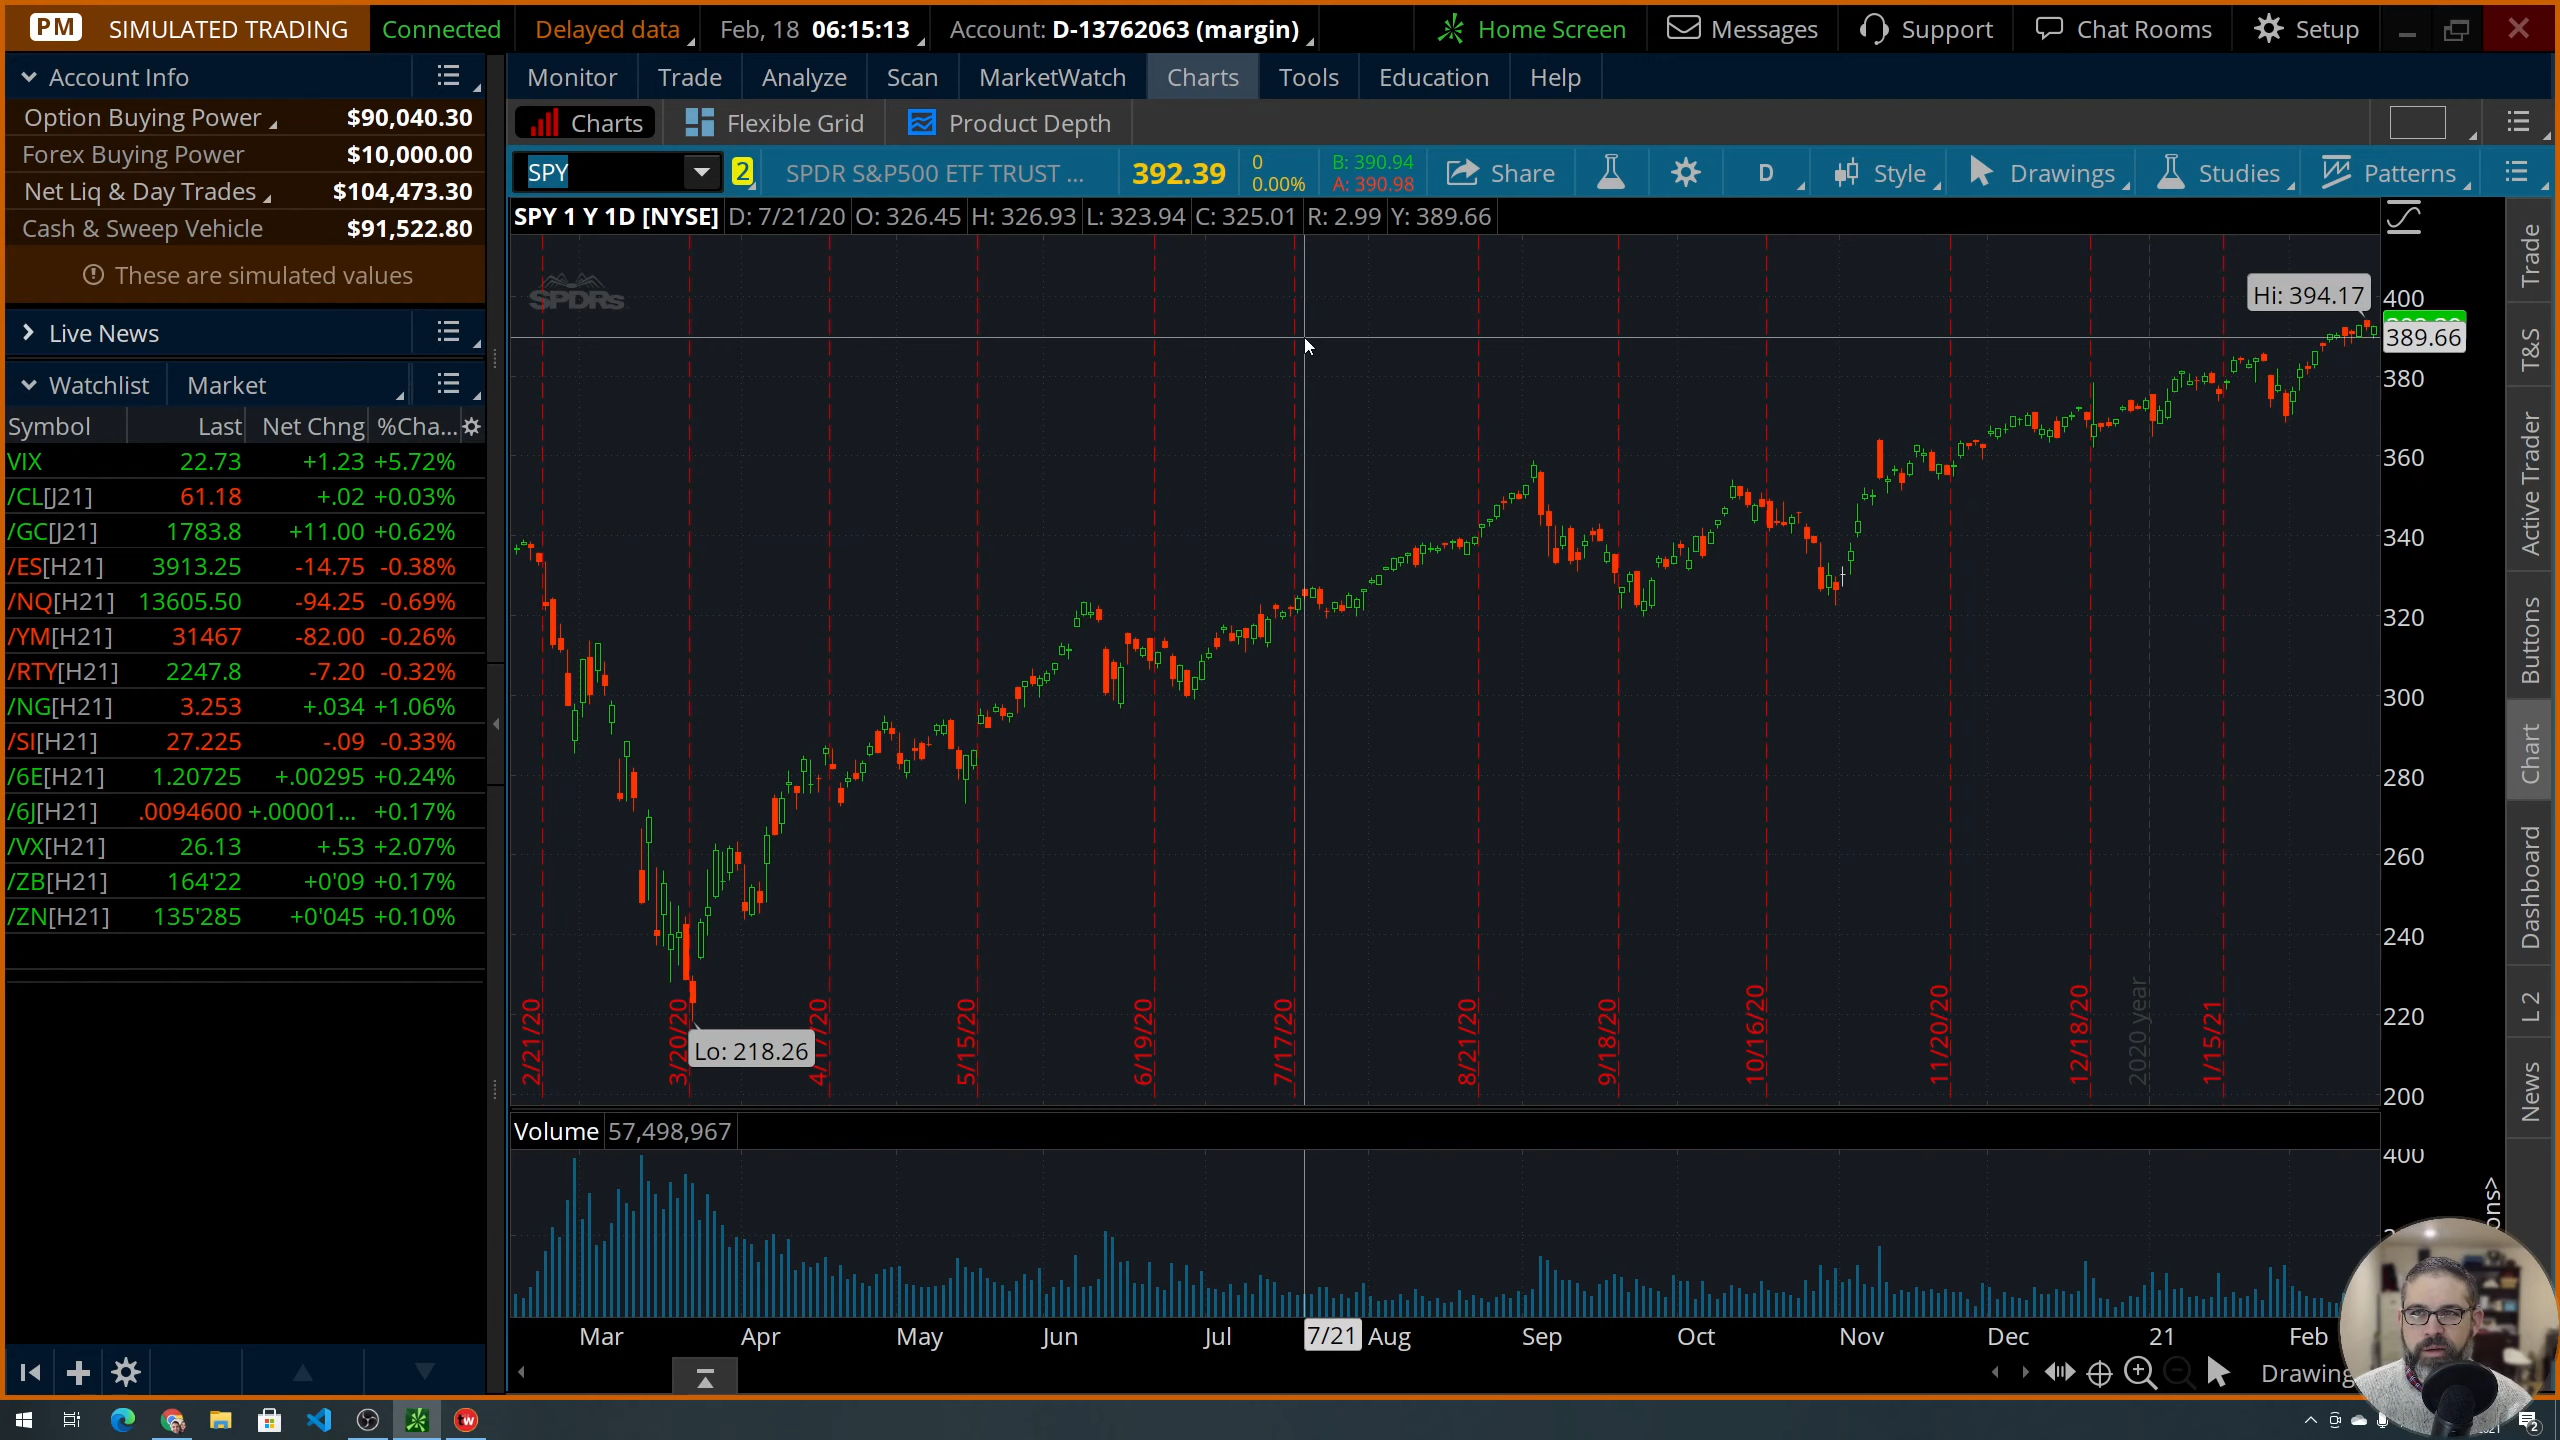 PM SIMULATED TRADING Connected Delayed data Feb, 18 06:15:13 Account: D-13762063 (margin) Home Screen Messages Support Chat Rooms Setup
Account Info
Option Buying Power $90,040.30
Forex Buying Power $10,000.00
Net Liq & Day Trades $104,473.30
Cash & Sweep Vehicle $91,522.80
These are simulated values
Live News
Watchlist Market
Symbol Last Net Chng %Cha...
VIX 22.73 +1.23 +5.72%
/CL[J21] 61.18 +.02 +0.03%
/GC[J21] 1783.8 +11.00 +0.62%
/ES[H21] 3913.25 -14.75 -0.38%
/NQ[H21] 13605.50 -94.25 -0.69%
/YM[H21] 31467 -82.00 -0.26%
/RTY[H21] 2247.8 -7.20 -0.32%
/NG[H21] 3.253 +.034 +1.06%
/SI[H21] 27.225 -.09 -0.33%
/6E[H21] 1.20725 +.00295 +0.24%
/6J[H21] .0094600 +.00001... +0.17%
/VX[H21] 26.13 +.53 +2.07%
/ZB[H21] 164'22 +0'09 +0.17%
/ZN[H21] 135'285 +0'045 +0.10%
Monitor Trade Analyze Scan MarketWatch Charts Tools Education Help
Charts Flexible Grid Product Depth
SPY 2 SPDR S&P500 ETF TRUST ... 392.39 0 B: 390.94 Share D Style Drawings Studies Patterns
0.00% A: 390.98
SPY 1 Y 1D [NYSE] D: 7/21/20 O: 326.45 H: 326.93 L: 323.94 C: 325.01 R: 2.99 Y: 389.66
SPDRs
Hi: 394.17
400
389.66
380
360
340
320
300
280
260
240
220
200
Lo: 218.26
2/21/20
3/20/20
4/17/20
5/15/20
6/19/20
7/17/20
8/21/20
9/18/20
10/16/20
11/20/20
12/18/20
2020 year
1/15/21
Volume 57,498,967
400
Mar Apr May Jun Jul 7/21 Aug Sep Oct Nov Dec 21 Feb
Drawing
Trade
T&S
Active Trader
Buttons
Chart
Dashboard
L 2
News
ons>
tw
2